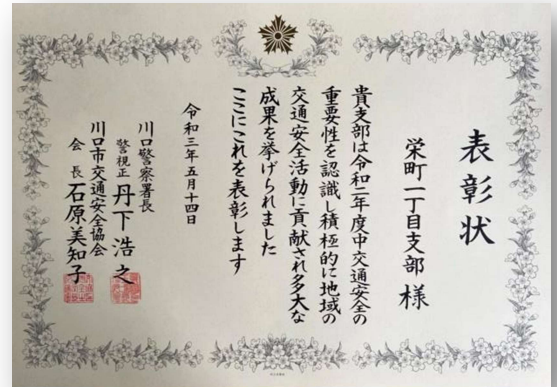 表彰状
栄町一丁目支部 様
貴支部は令和二年度中交通安全の
重要性を認識し積極的に地域の
交通安全活動に貢献され多大な
成果を挙げられました
ここにこれを表彰します
令和三年五月十四日
川口警察署長
警視正 丹下浩之
川口市交通安全協会
会長 石原美知子